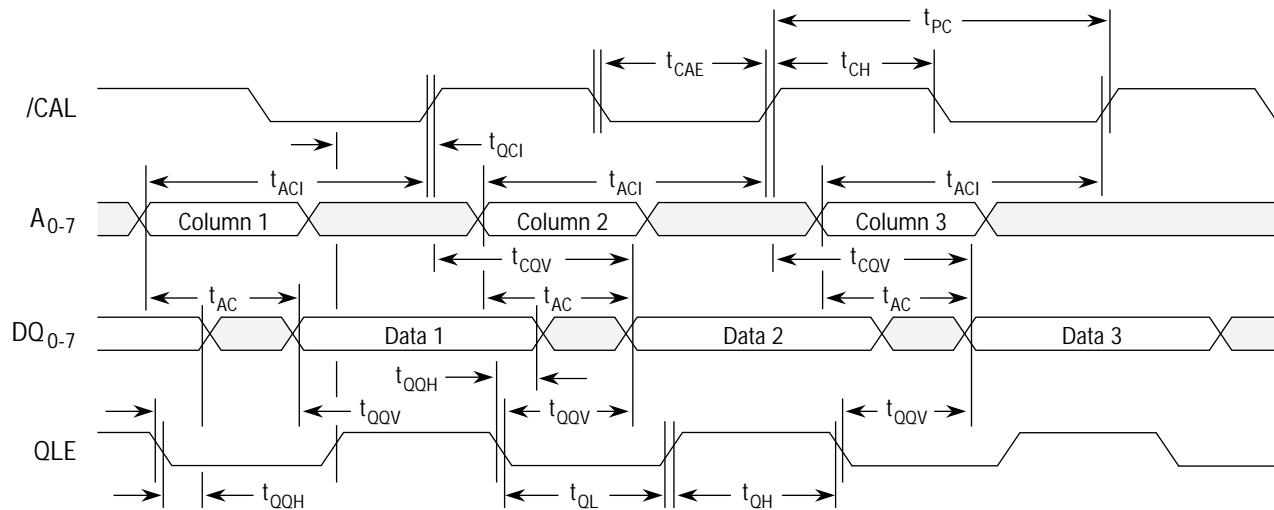 tPC
tCAE
tCH
/CAL
tQCI
tACI
tACI
tACI
A0-7
Column 1
Column 2
Column 3
tCQV
tCQV
tAC
tAC
tAC
DQ0-7
Data 1
Data 2
Data 3
tQQH
tQQV
tQQV
tQQV
QLE
tQQH
tQL
tQH